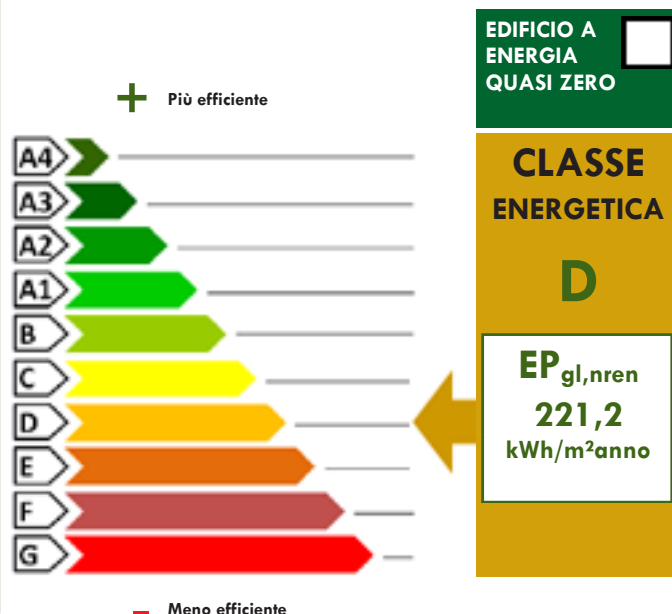 EDIFICIO A
ENERGIA
QUASI ZERO
+ Più efficiente
A4
A3
A2
A1
B
C
D
E
F
G
- Meno efficiente
CLASSE
ENERGETICA
D
EPgl,nren
221,2
kWh/m²anno